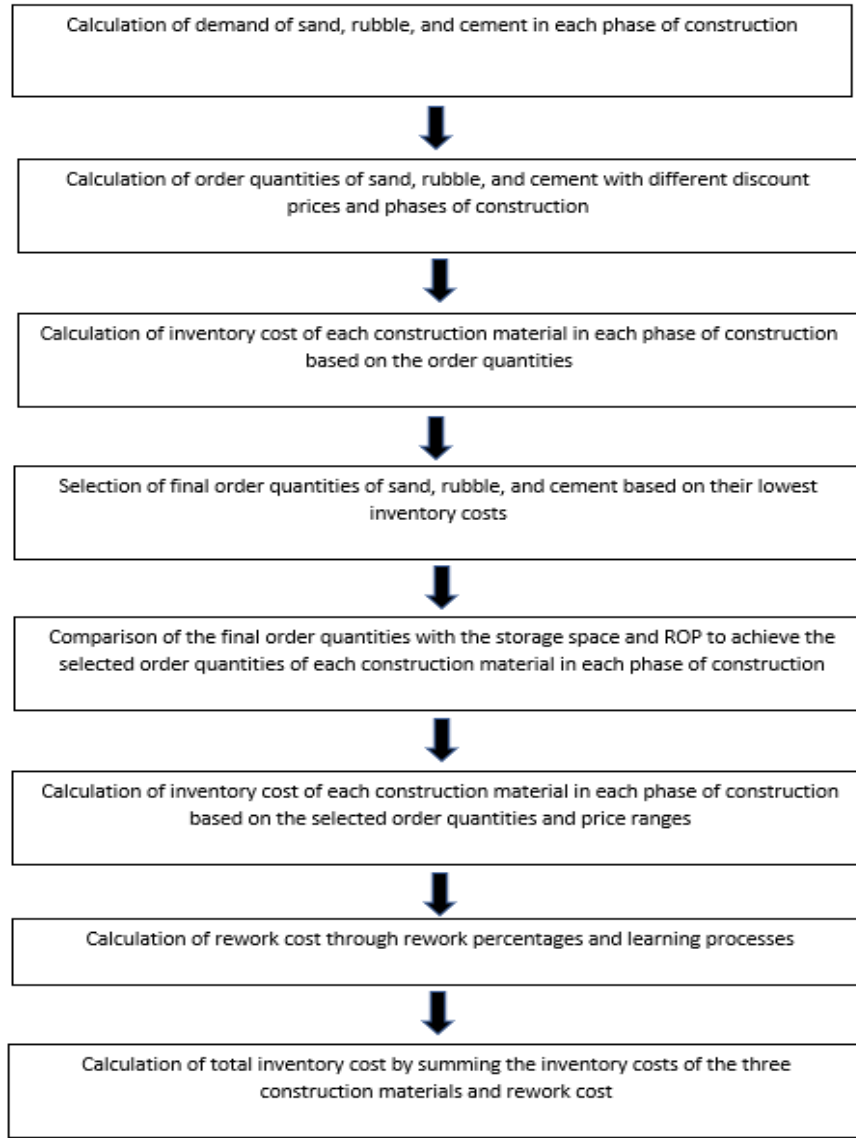 Calculation of demand of sand, rubble, and cement in each phase of construction
Calculation of order quantities of sand, rubble, and cement with different discount
prices and phases of construction
Calculation of inventory cost of each construction material in each phase of construction
based on the order quantities
Selection of final order quantities of sand, rubble, and cement based on their lowest
inventory costs
Comparison of the final order quantities with the storage space and ROP to achieve the
selected order quantities of each construction material in each phase of construction
Calculation of inventory cost of each construction material in each phase of construction
based on the selected order quantities and price ranges
Calculation of rework cost through rework percentages and learning processes
Calculation of total inventory cost by summing the inventory costs of the three
construction materials and rework cost